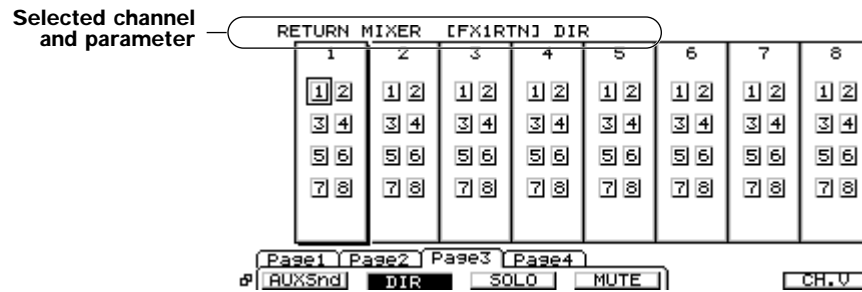 Selected channel
and parameter
RETURN MIXER [FX1RTN] DIR
1 2 3 4 5 6 7 8
1 2 1 2 1 2 1 2 1 2 1 2 1 2 1 2
3 4 3 4 3 4 3 4 3 4 3 4 3 4 3 4
5 6 5 6 5 6 5 6 5 6 5 6 5 6 5 6
7 8 7 8 7 8 7 8 7 8 7 8 7 8 7 8
Page1 Page2 Page3 Page4
AUXSnd DIR SOLO MUTE CH.V